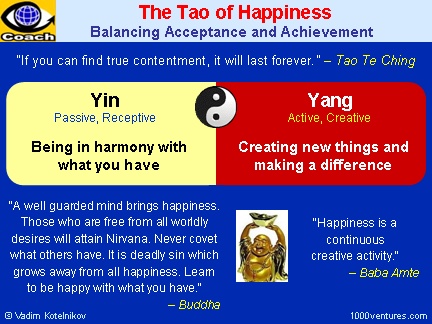 Coach
The Tao of Happiness
Balancing Acceptance and Achievement
"If you can find true contentment, it will last forever." – Tao Te Ching
Yin
Passive, Receptive
Being in harmony with
what you have
Yang
Active, Creative
Creating new things and
making a difference
"A well guarded mind brings happiness.
Those who are free from all worldly
desires will attain Nirvana. Never covet
what others have. It is deadly sin which
grows away from all happiness. Learn
to be happy with what you have."
– Buddha
"Happiness is a
continuous
creative activity."
– Baba Amte
© Vadim Kotelnikov
1000ventures.com